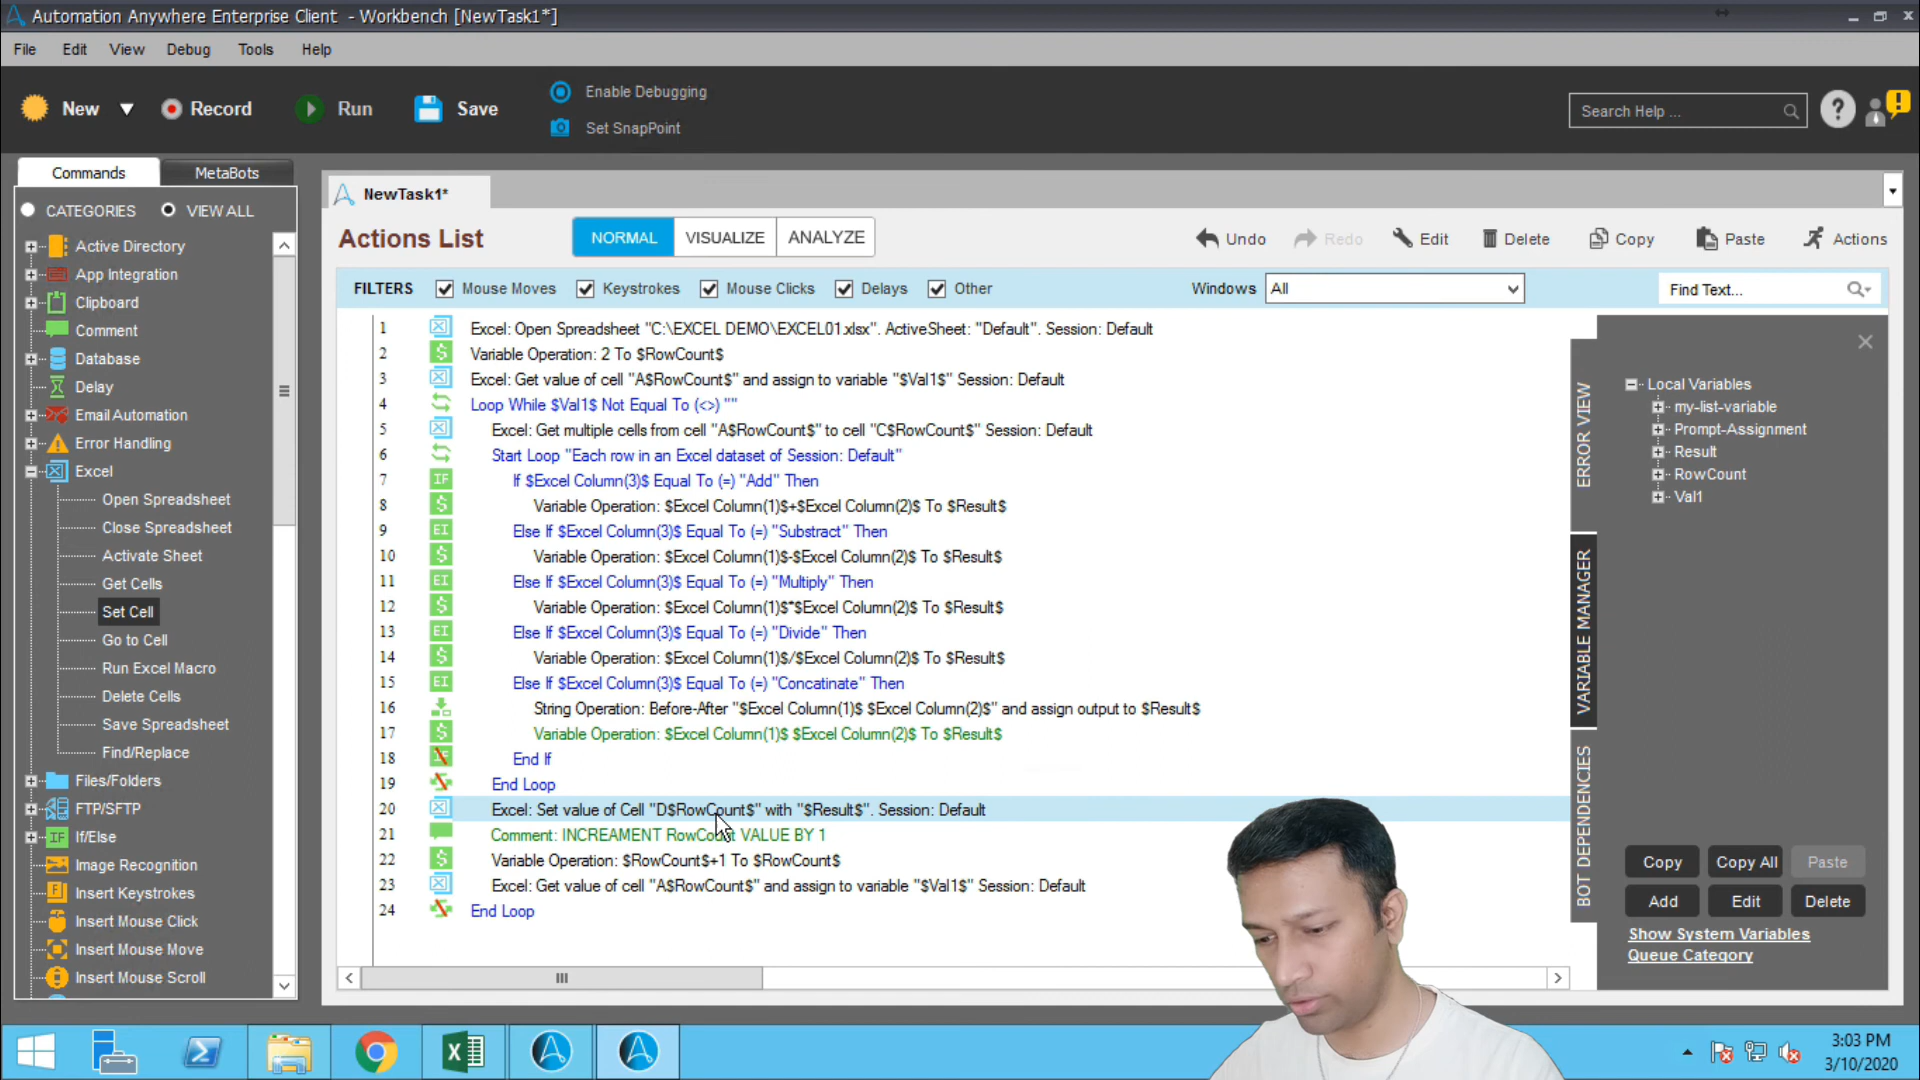 Automation Anywhere Enterprise Client - Workbench [NewTask1*]
File Edit View Debug Tools Help
New Record Run Save
Enable Debugging
Set SnapPoint
Search Help ...
Commands MetaBots
CATEGORIES VIEW ALL
Active Directory
App Integration
Clipboard
Comment
Database
Delay
Email Automation
Error Handling
Excel
Open Spreadsheet
Close Spreadsheet
Activate Sheet
Get Cells
Set Cell
Go to Cell
Run Excel Macro
Delete Cells
Save Spreadsheet
Find/Replace
Files/Folders
FTP/SFTP
If/Else
Image Recognition
Insert Keystrokes
Insert Mouse Click
Insert Mouse Move
Insert Mouse Scroll
NewTask1*
Actions List NORMAL VISUALIZE ANALYZE Undo Redo Edit Delete Copy Paste Actions
FILTERS Mouse Moves Keystrokes Mouse Clicks Delays Other Windows All Find Text...
1 Excel: Open Spreadsheet "C:\EXCEL DEMO\EXCEL01.xlsx". ActiveSheet: "Default". Session: Default
2 Variable Operation: 2 To $RowCount$
3 Excel: Get value of cell "A$RowCount$" and assign to variable "$Val1$" Session: Default
4 Loop While $Val1$ Not Equal To (<>) ""
5 Excel: Get multiple cells from cell "A$RowCount$" to cell "C$RowCount$" Session: Default
6 Start Loop "Each row in an Excel dataset of Session: Default"
7 IF If $Excel Column(3)$ Equal To (=) "Add" Then
8 $ Variable Operation: $Excel Column(1)$+$Excel Column(2)$ To $Result$
9 EI Else If $Excel Column(3)$ Equal To (=) "Substract" Then
10 $ Variable Operation: $Excel Column(1)$-$Excel Column(2)$ To $Result$
11 EI Else If $Excel Column(3)$ Equal To (=) "Multiply" Then
12 $ Variable Operation: $Excel Column(1)$*$Excel Column(2)$ To $Result$
13 EI Else If $Excel Column(3)$ Equal To (=) "Divide" Then
14 $ Variable Operation: $Excel Column(1)$/$Excel Column(2)$ To $Result$
15 EI Else If $Excel Column(3)$ Equal To (=) "Concatinate" Then
16 String Operation: Before-After "$Excel Column(1)$ $Excel Column(2)$" and assign output to $Result$
17 $ Variable Operation: $Excel Column(1)$ $Excel Column(2)$ To $Result$
18 End If
19 End Loop
20 Excel: Set value of Cell "D$RowCount$" with "$Result$". Session: Default
21 Comment: INCREAMENT RowCount VALUE BY 1
22 $ Variable Operation: $RowCount$+1 To $RowCount$
23 Excel: Get value of cell "A$RowCount$" and assign to variable "$Val1$" Session: Default
24 End Loop
ERROR VIEW
VARIABLE MANAGER
BOT DEPENDENCIES
Local Variables
my-list-variable
Prompt-Assignment
Result
RowCount
Val1
Copy Copy All Paste
Add Edit Delete
Show System Variables
Queue Category
3:03 PM
3/10/2020